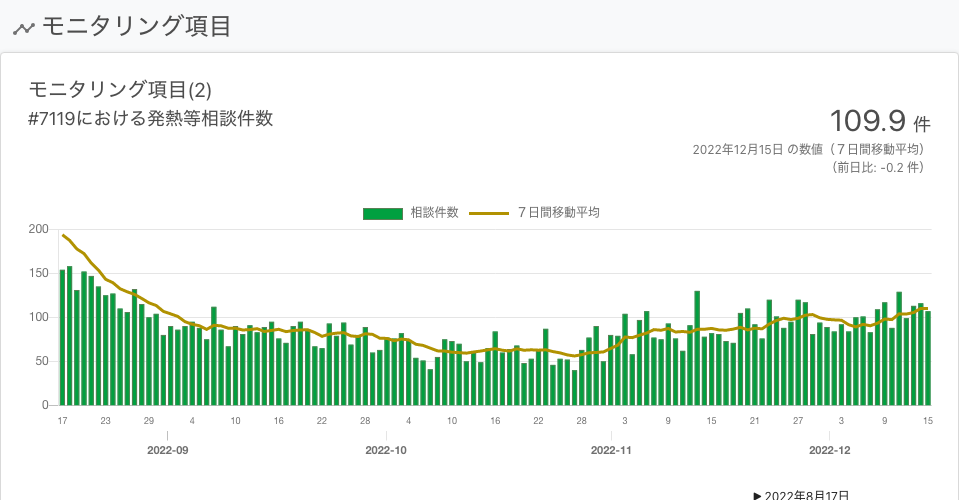 モニタリング項目
モニタリング項目(2)
#7119における発熱等相談件数
109.9 件
2022年12月15日 の数値（７日間移動平均）
（前日比: -0.2 件）
相談件数 ７日間移動平均
200
150
100
50
0
17 23 29 4 10 16 22 28 4 10 16 22 28 3 9 15 21 27 3 9 15
2022-09 2022-10 2022-11 2022-12
2022年8月17日